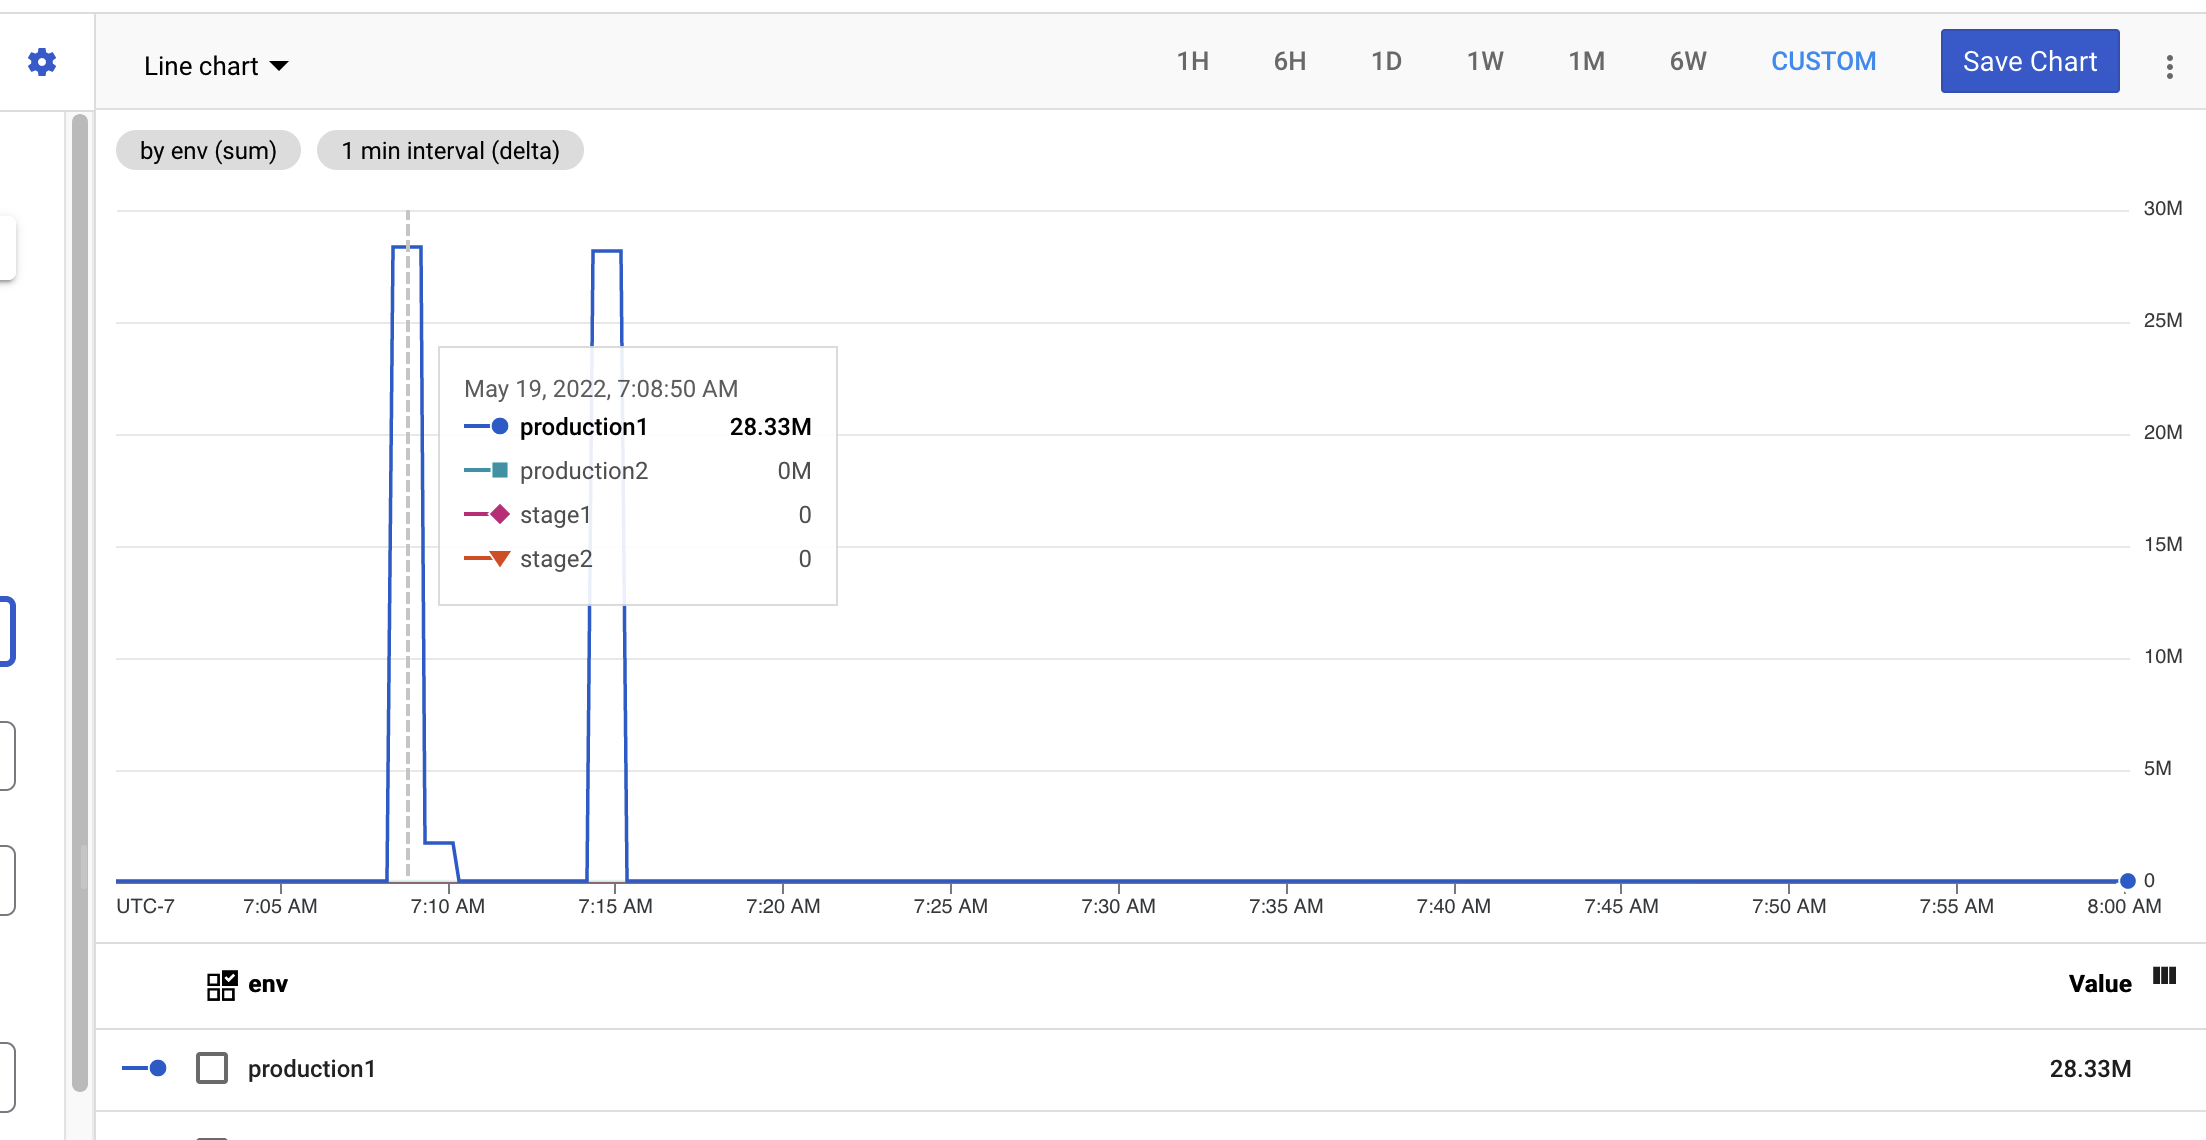 Line chart 1H 6H 1D 1W 1M 6W CUSTOM Save Chart
by env (sum) 1 min interval (delta)
30M
25M
20M
15M
10M
5M
0
May 19, 2022, 7:08:50 AM
production1 28.33M
production2 0M
stage1 0
stage2 0
UTC-7 7:05 AM 7:10 AM 7:15 AM 7:20 AM 7:25 AM 7:30 AM 7:35 AM 7:40 AM 7:45 AM 7:50 AM 7:55 AM 8:00 AM
env Value
production1 28.33M